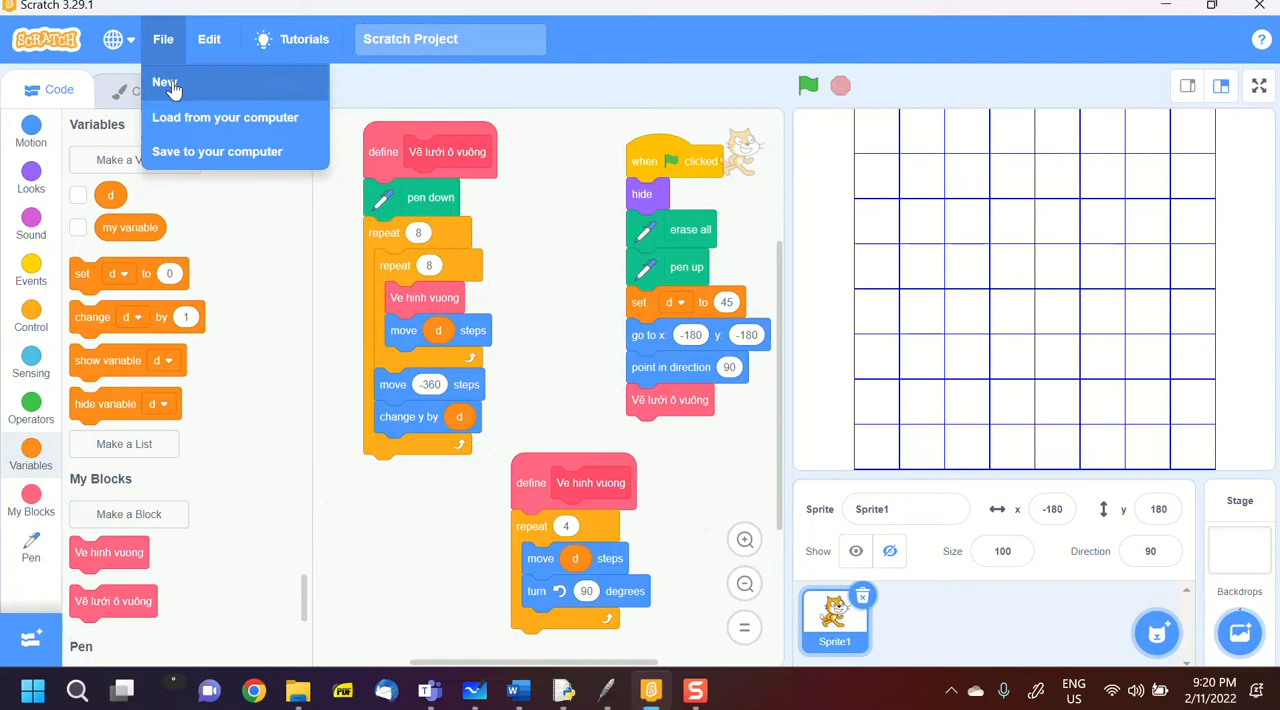 Scratch 3.29.1
SCRATCH
File
Edit
Tutorials
Scratch Project
?
New
Load from your computer
Save to your computer
Code
Motion
Looks
Sound
Events
Control
Sensing
Operators
Variables
My Blocks
Pen
Variables
d
my variable
set d to 0
change d by 1
show variable d
hide variable d
Make a List
My Blocks
Make a Block
Ve hinh vuong
Vẽ lưới ô vuông
Pen
define Vẽ lưới ô vuông
pen down
repeat 8
repeat 8
Ve hinh vuong
move d steps
move -360 steps
change y by d
when clicked
hide
erase all
pen up
set d to 45
go to x: -180 y: -180
point in direction 90
Vẽ lưới ô vuông
define Ve hinh vuong
repeat 4
move d steps
turn 90 degrees
Sprite Sprite1 x -180 y 180
Show Size 100 Direction 90
Sprite1
Stage
Backdrops
PDF
ENG
US
9:20 PM
2/11/2022